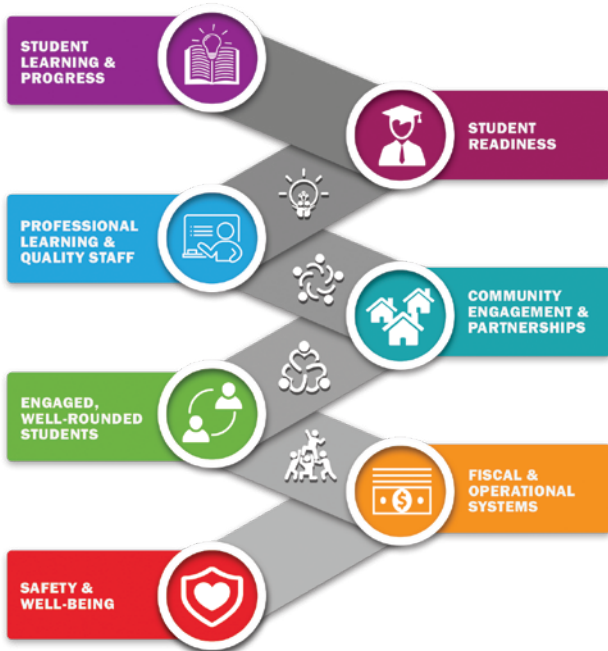 STUDENT
LEARNING &
PROGRESS
STUDENT
READINESS
PROFESSIONAL
LEARNING &
QUALITY STAFF
COMMUNITY
ENGAGEMENT &
PARTNERSHIPS
ENGAGED,
WELL-ROUNDED
STUDENTS
FISCAL &
OPERATIONAL
SYSTEMS
$
SAFETY &
WELL-BEING